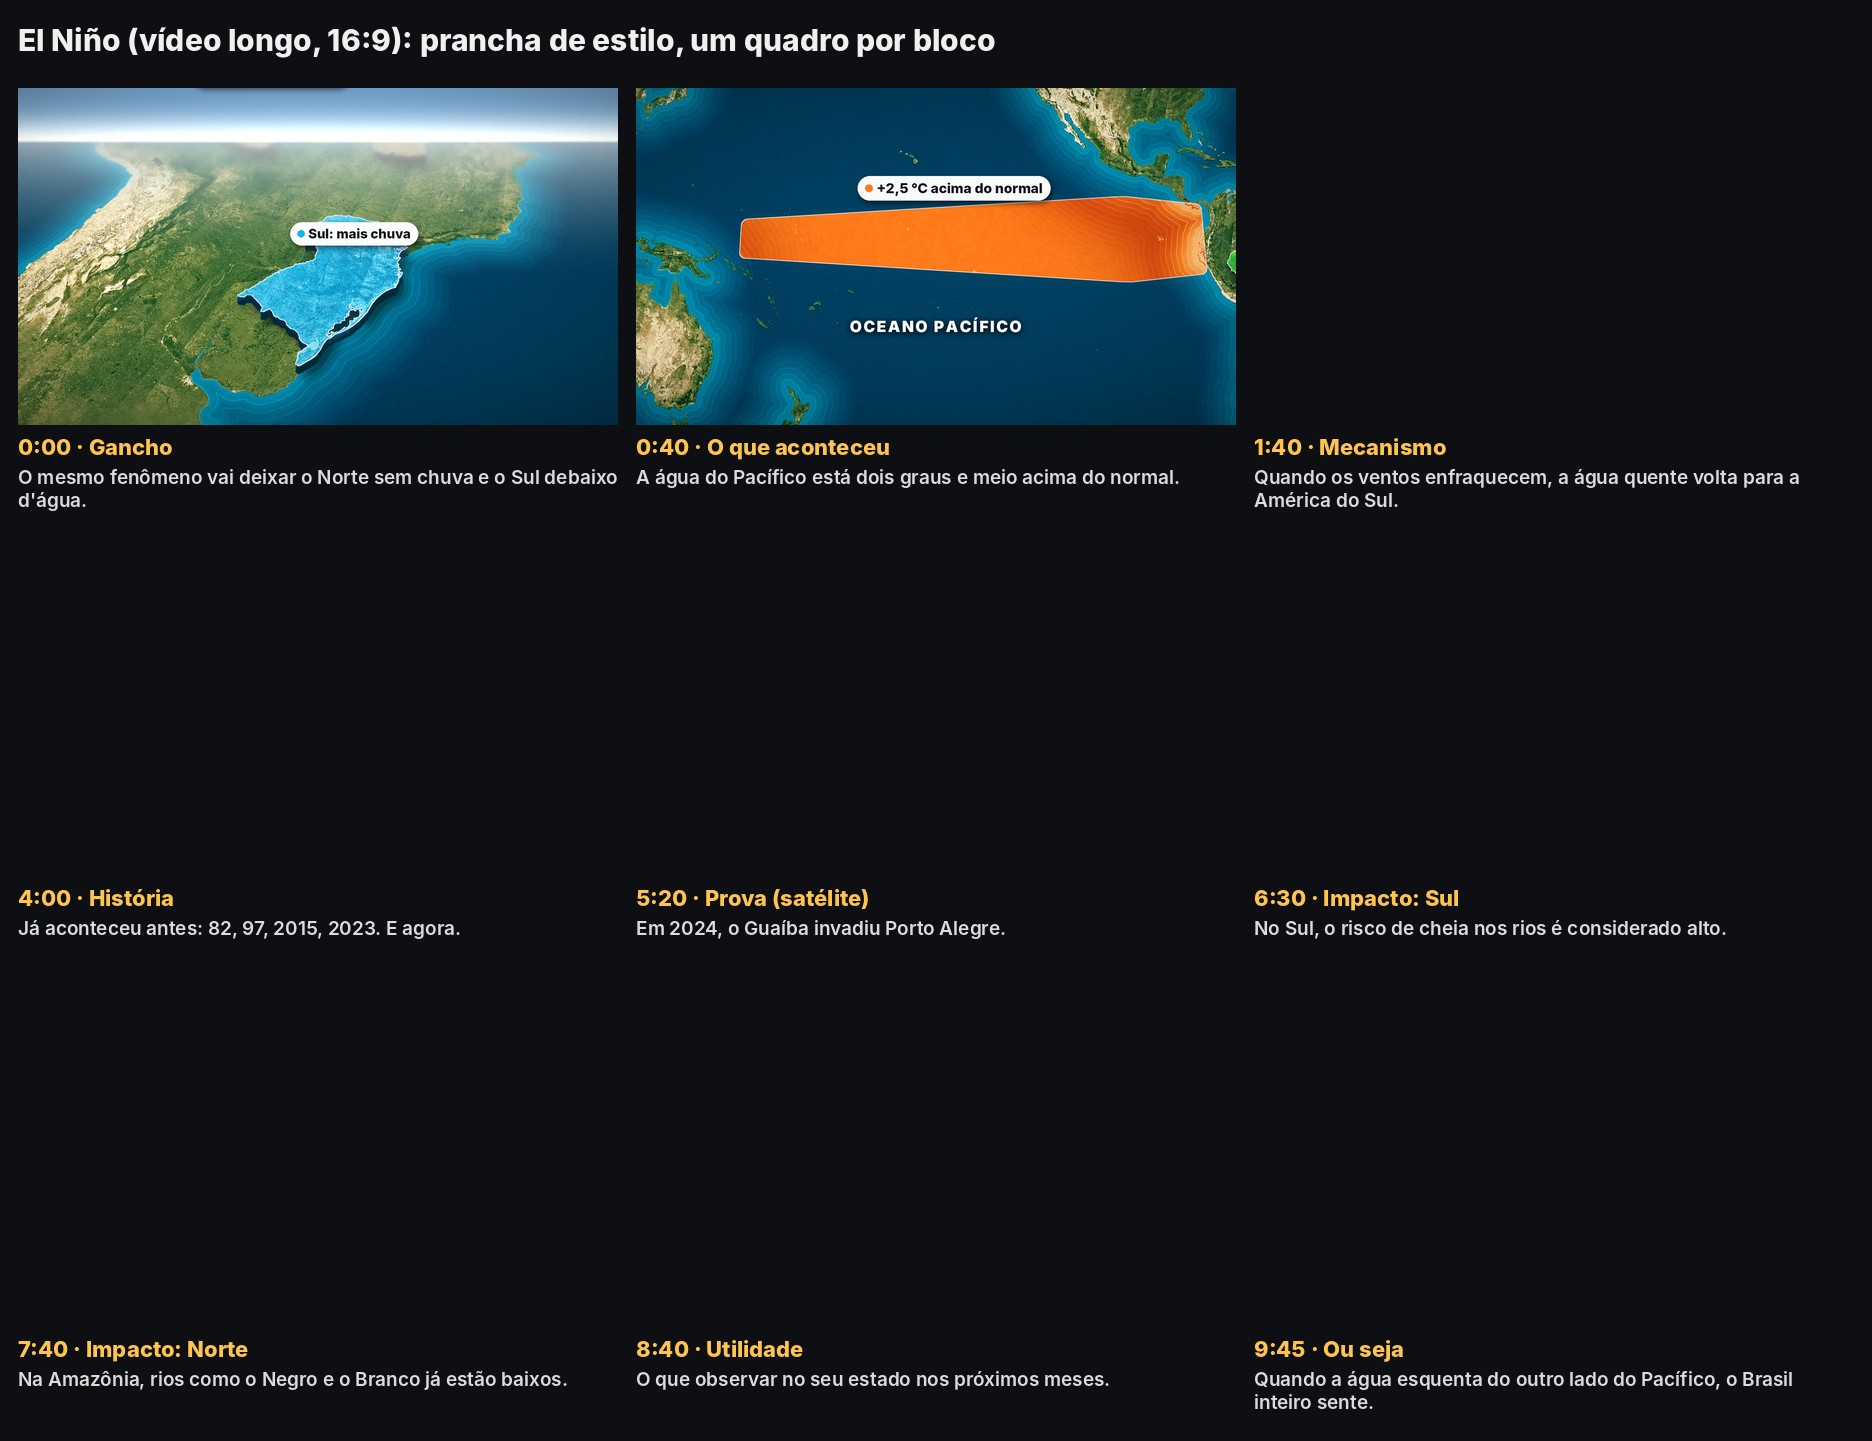 El Niño (vídeo longo, 16:9): prancha de estilo, um quadro por bloco
Sul: mais chuva
+2,5 °C acima do normal
OCEANO PACÍFICO
0:00 · Gancho
O mesmo fenômeno vai deixar o Norte sem chuva e o Sul debaixo
d'água.
0:40 · O que aconteceu
A água do Pacífico está dois graus e meio acima do normal.
1:40 · Mecanismo
Quando os ventos enfraquecem, a água quente volta para a
América do Sul.
4:00 · História
Já aconteceu antes: 82, 97, 2015, 2023. E agora.
5:20 · Prova (satélite)
Em 2024, o Guaíba invadiu Porto Alegre.
6:30 · Impacto: Sul
No Sul, o risco de cheia nos rios é considerado alto.
7:40 · Impacto: Norte
Na Amazônia, rios como o Negro e o Branco já estão baixos.
8:40 · Utilidade
O que observar no seu estado nos próximos meses.
9:45 · Ou seja
Quando a água esquenta do outro lado do Pacífico, o Brasil
inteiro sente.